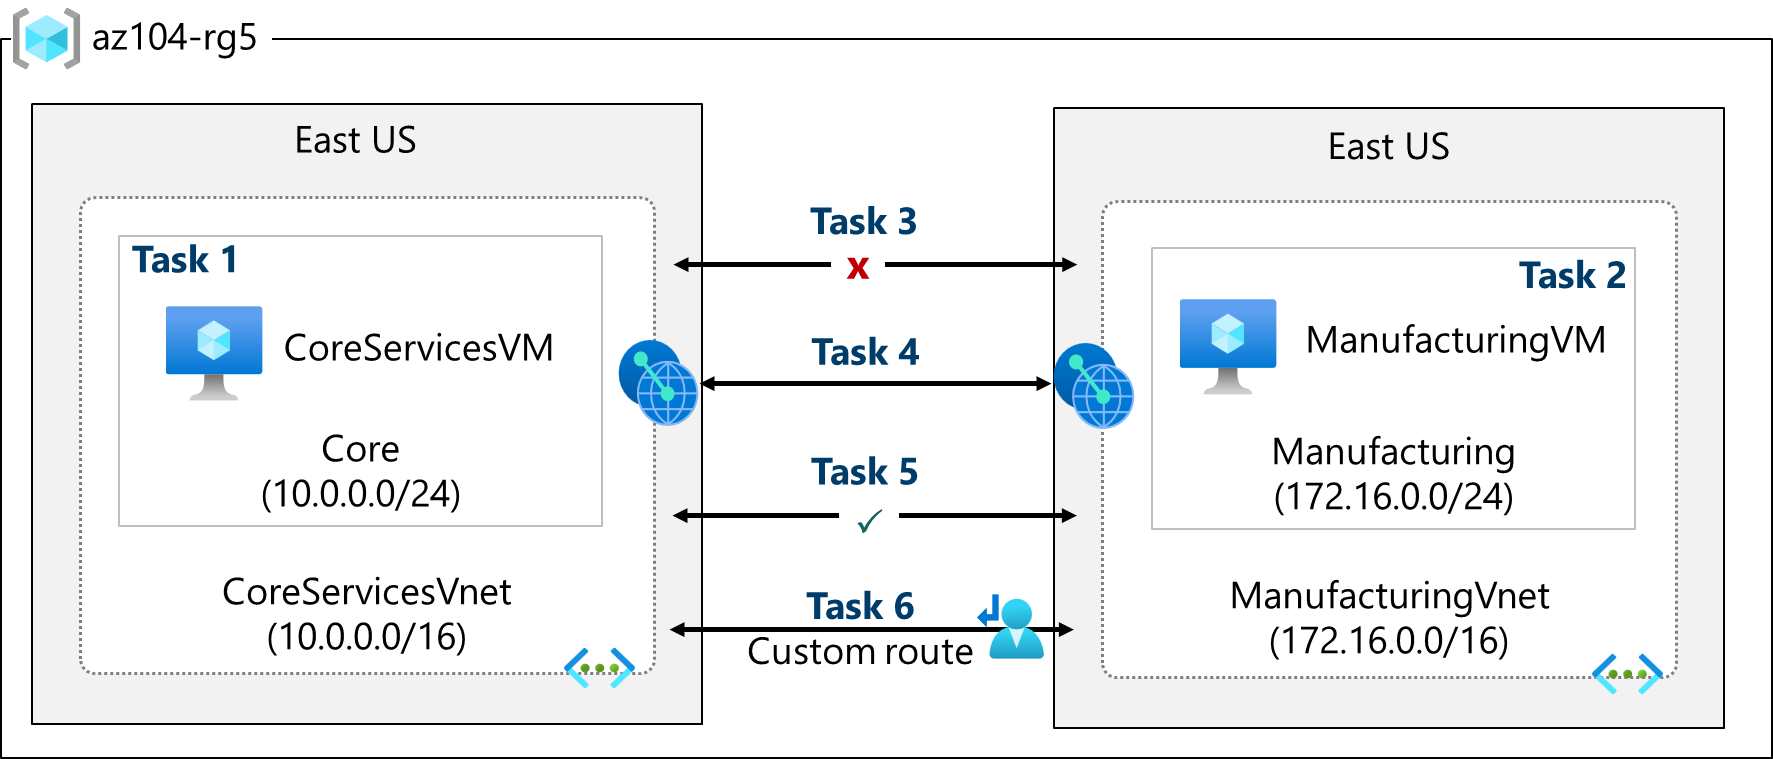 az104-rg5
East US
Task 1
CoreServicesVM
Core
(10.0.0.0/24)
CoreServicesVnet
(10.0.0.0/16)
Task 3
x
Task 4
Task 5
✓
Task 6
Custom route
East US
Task 2
ManufacturingVM
Manufacturing
(172.16.0.0/24)
ManufacturingVnet
(172.16.0.0/16)